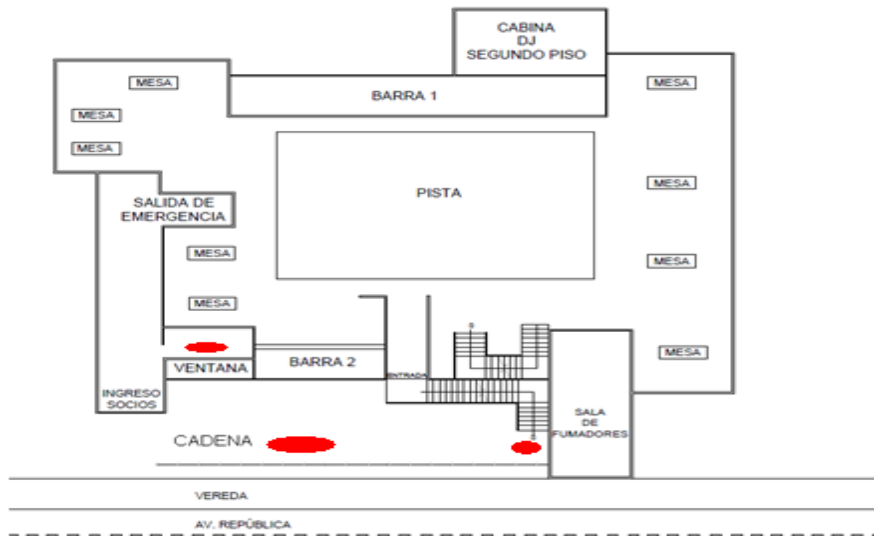 CABINA
DJ
SEGUNDO PISO
MESA
MESA
BARRA 1
MESA
MESA
MESA
PISTA
SALIDA DE
EMERGENCIA
MESA
MESA
MESA
MESA
MESA
VENTANA
BARRA 2
ENTRADA
INGRESO
SOCIOS
SALA
DE
FUMADORES
CADENA
VEREDA
AV. REPÚBLICA